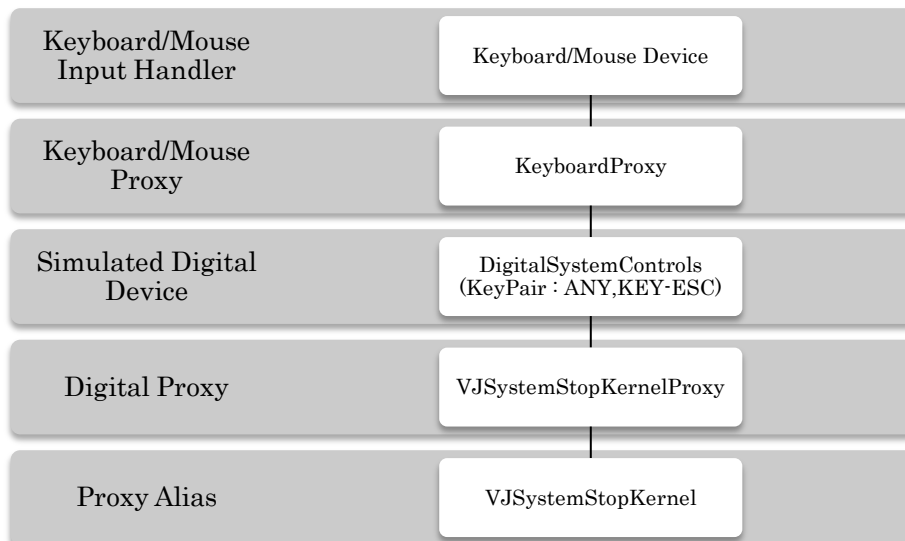 Keyboard/Mouse
Input Handler
Keyboard/Mouse Device
Keyboard/Mouse
Proxy
KeyboardProxy
Simulated Digital
Device
DigitalSystemControls
(KeyPair : ANY,KEY-ESC)
Digital Proxy
VJSystemStopKernelProxy
Proxy Alias
VJSystemStopKernel